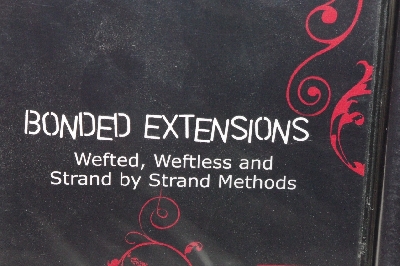 BONDED EXTENSIONS
Wefted, Weftless and
Strand by Strand Methods